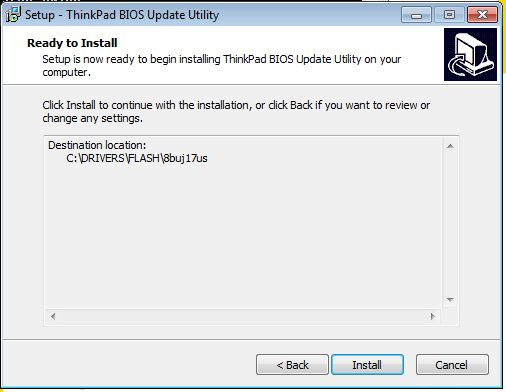 Setup - ThinkPad BIOS Update Utility
Ready to Install
Setup is now ready to begin installing ThinkPad BIOS Update Utility on your
computer.
Click Install to continue with the installation, or click Back if you want to review or
change any settings.
Destination location:
C:\DRIVERS\FLASH\8buj17us
< Back
Install
Cancel